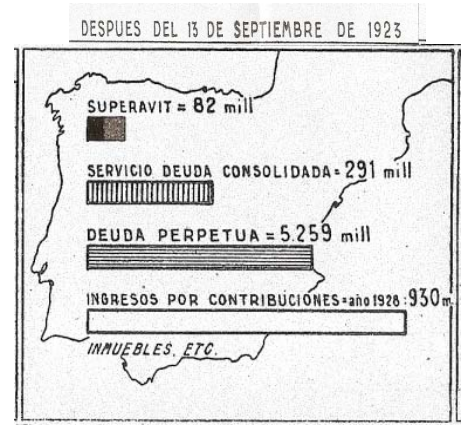 DESPUES DEL 13 DE SEPTIEMBRE DE 1923
SUPERAVIT = 82 mill
SERVICIO DEUDA CONSOLIDADA = 291 mill
DEUDA PERPETUA = 5.259 mill
INGRESOS POR CONTRIBUCIONES = año 1928 : 930 m.
INMUEBLES, ETC.